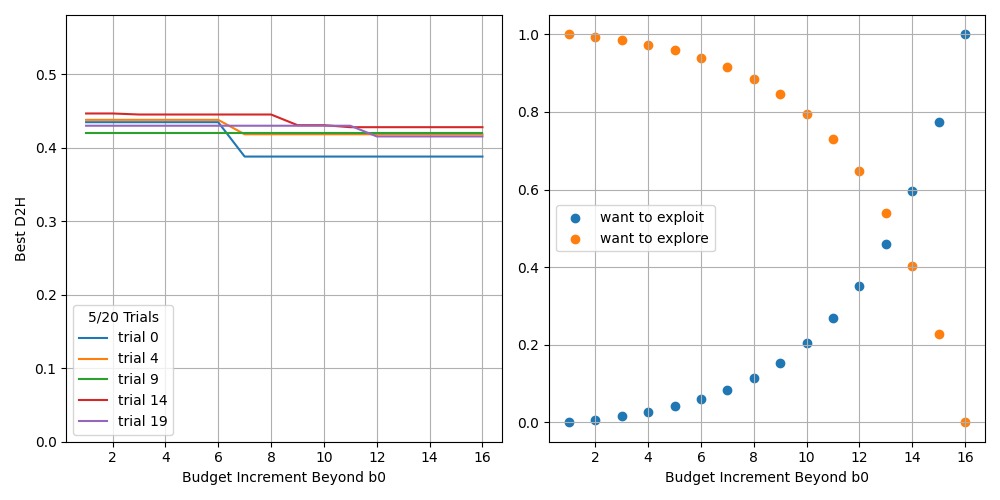 0.5
0.4
0.3
0.2
0.1
0.0
Best D2H
5/20 Trials
trial 0
trial 4
trial 9
trial 14
trial 19
2 4 6 8 10 12 14 16
Budget Increment Beyond b0
1.0
0.8
0.6
0.4
0.2
0.0
want to exploit
want to explore
2 4 6 8 10 12 14 16
Budget Increment Beyond b0